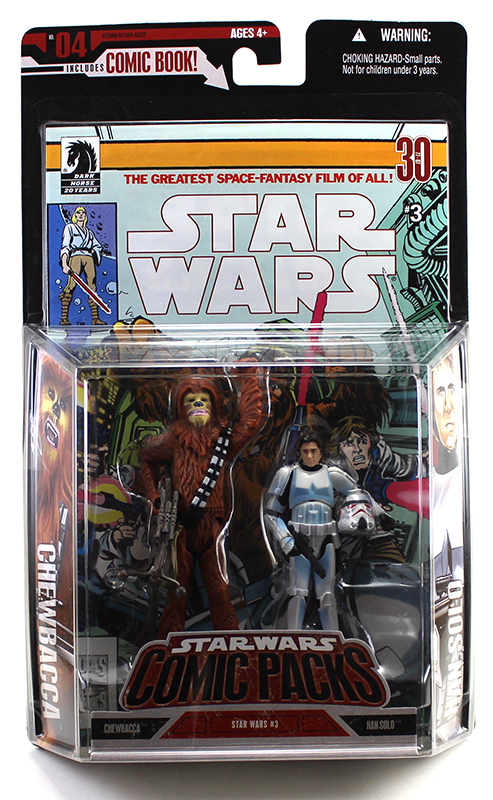 NO. 04
INCLUDES COMIC BOOK!
AGES 4+
WARNING:
CHOKING HAZARD-Small parts.
Not for children under 3 years.
DARK
HORSE
20 YEARS
30
THE GREATEST SPACE-FANTASY FILM OF ALL!
STAR
#3
WARS
CHEWBACCA
HAN SOLO
STAR WARS
COMIC PACKS
CHEWBACCA™
STAR WARS #3
HAN SOLO™